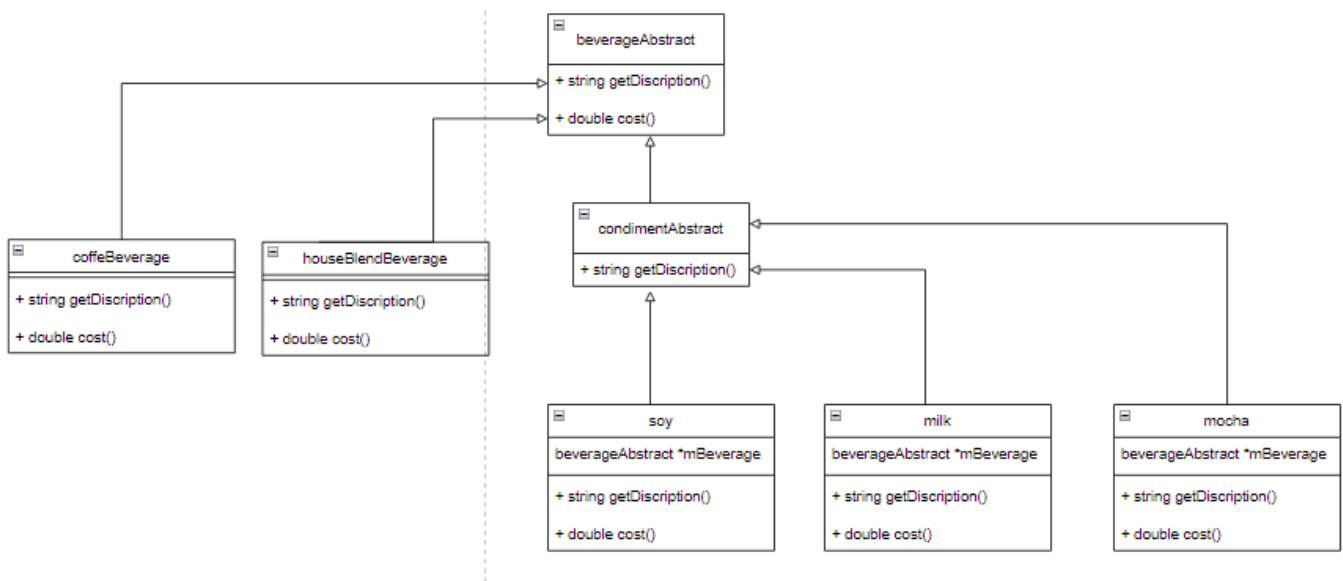 beverageAbstract
+ string getDiscription()
+ double cost()
condimentAbstract
+ string getDiscription()
coffeBeverage
+ string getDiscription()
+ double cost()
houseBlendBeverage
+ string getDiscription()
+ double cost()
soy
beverageAbstract *mBeverage
+ string getDiscription()
+ double cost()
milk
beverageAbstract *mBeverage
+ string getDiscription()
+ double cost()
mocha
beverageAbstract *mBeverage
+ string getDiscription()
+ double cost()